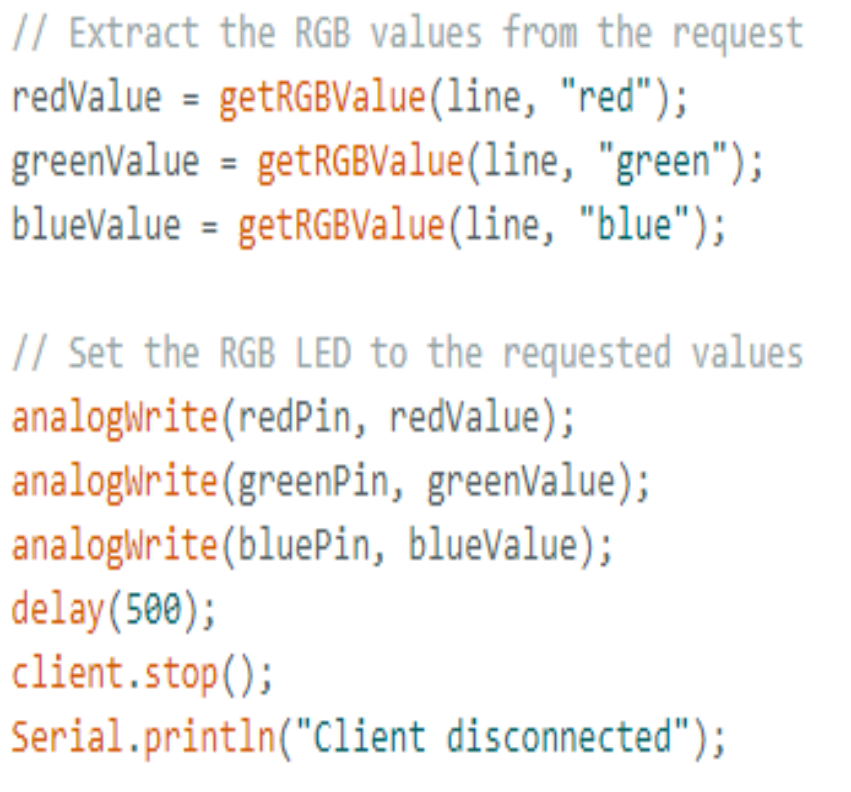 // Extract the RGB values from the request
redValue = getRGBValue(line, "red");
greenValue = getRGBValue(line, "green");
blueValue = getRGBValue(line, "blue");
// Set the RGB LED to the requested values
analogWrite(redPin, redValue);
analogWrite(greenPin, greenValue);
analogWrite(bluePin, blueValue);
delay(500);
client.stop();
Serial.println("Client disconnected");